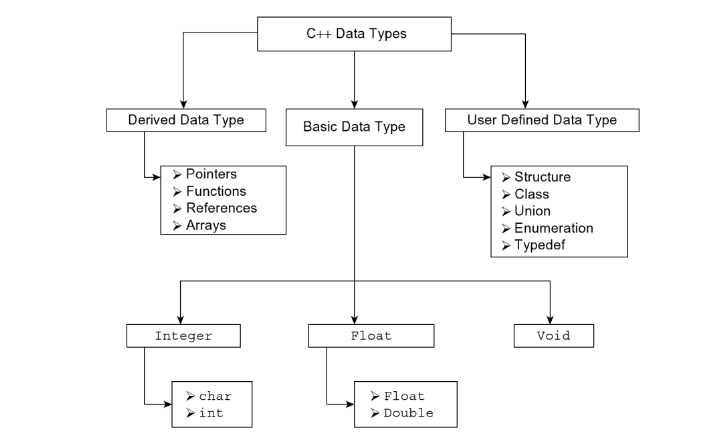 C++ Data Types
Derived Data Type
Basic Data Type
User Defined Data Type
➢ Pointers
➢ Functions
➢ References
➢ Arrays
➢ Structure
➢ Class
➢ Union
➢ Enumeration
➢ Typedef
Integer
Float
Void
➢ char
➢ int
➢ Float
➢ Double